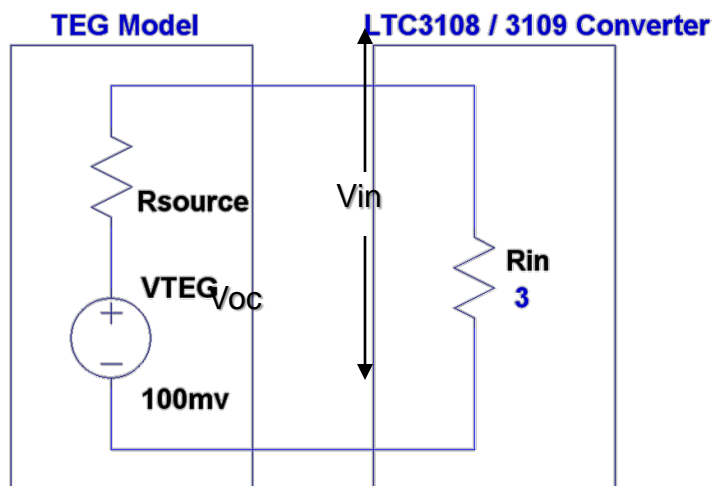 TEG Model
LTC3108 / 3109 Converter
Rsource
Vin
VTEG
Voc
Rin
3
100mv